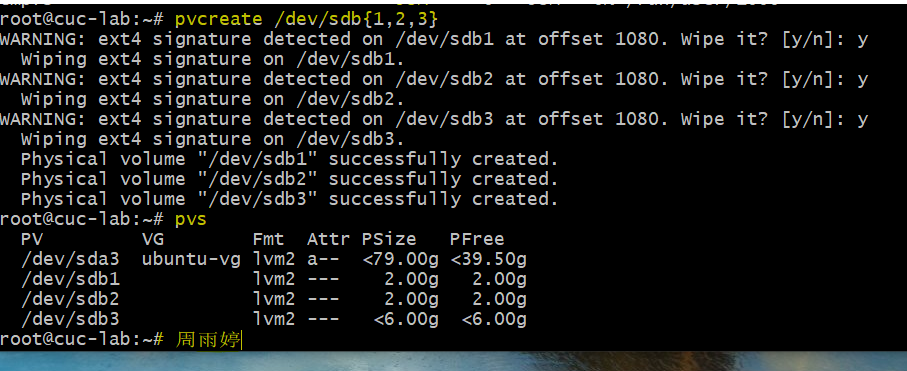 root@cuc-lab:~# pvcreate /dev/sdb{1,2,3}
WARNING: ext4 signature detected on /dev/sdb1 at offset 1080. Wipe it? [y/n]: y
  Wiping ext4 signature on /dev/sdb1.
WARNING: ext4 signature detected on /dev/sdb2 at offset 1080. Wipe it? [y/n]: y
  Wiping ext4 signature on /dev/sdb2.
WARNING: ext4 signature detected on /dev/sdb3 at offset 1080. Wipe it? [y/n]: y
  Wiping ext4 signature on /dev/sdb3.
  Physical volume "/dev/sdb1" successfully created.
  Physical volume "/dev/sdb2" successfully created.
  Physical volume "/dev/sdb3" successfully created.
root@cuc-lab:~# pvs
  PV         VG        Fmt  Attr PSize   PFree
  /dev/sda3  ubuntu-vg lvm2 a--  <79.00g <39.50g
  /dev/sdb1            lvm2 ---    2.00g   2.00g
  /dev/sdb2            lvm2 ---    2.00g   2.00g
  /dev/sdb3            lvm2 ---   <6.00g  <6.00g
root@cuc-lab:~# 周雨婷